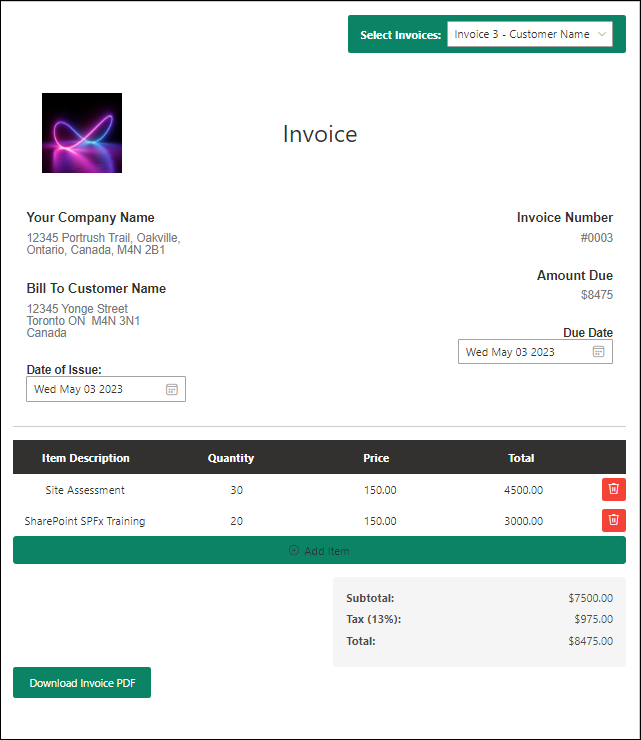 Select Invoices: Invoice 3 - Customer Name
Invoice
Your Company Name
12345 Portrush Trail, Oakville,
Ontario, Canada, M4N 2B1
Invoice Number
#0003
Amount Due
$8475
Bill To Customer Name
12345 Yonge Street
Toronto ON  M4N 3N1
Canada
Due Date
Wed May 03 2023
Date of Issue:
Wed May 03 2023
Item Description Quantity Price Total
Site Assessment 30 150.00 4500.00
SharePoint SPFx Training 20 150.00 3000.00
Add Item
Subtotal: $7500.00
Tax (13%): $975.00
Total: $8475.00
Download Invoice PDF